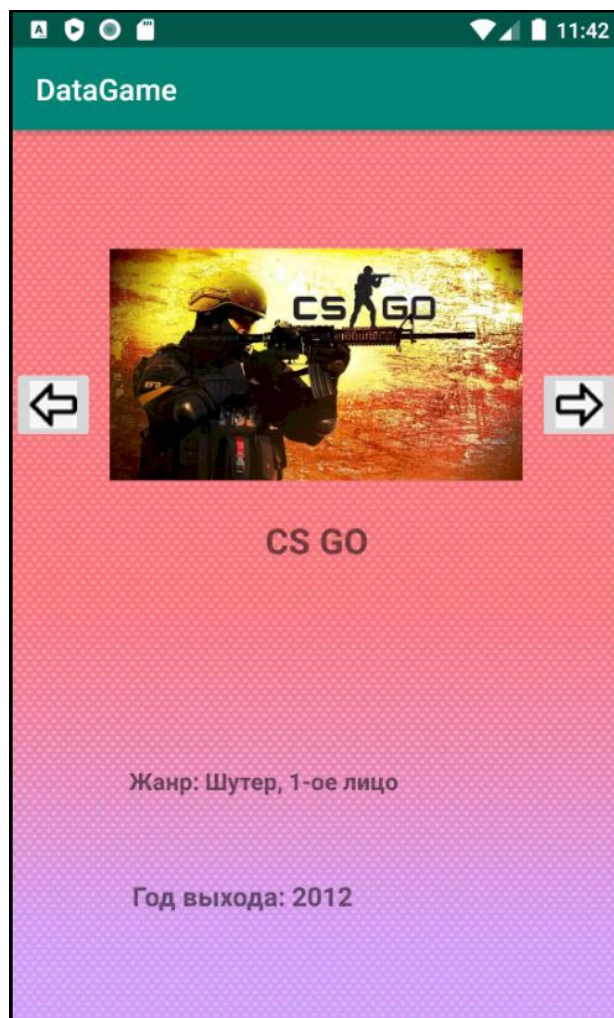 11:42
DataGame
CS GO
CS GO
Жанр: Шутер, 1-ое лицо
Год выхода: 2012